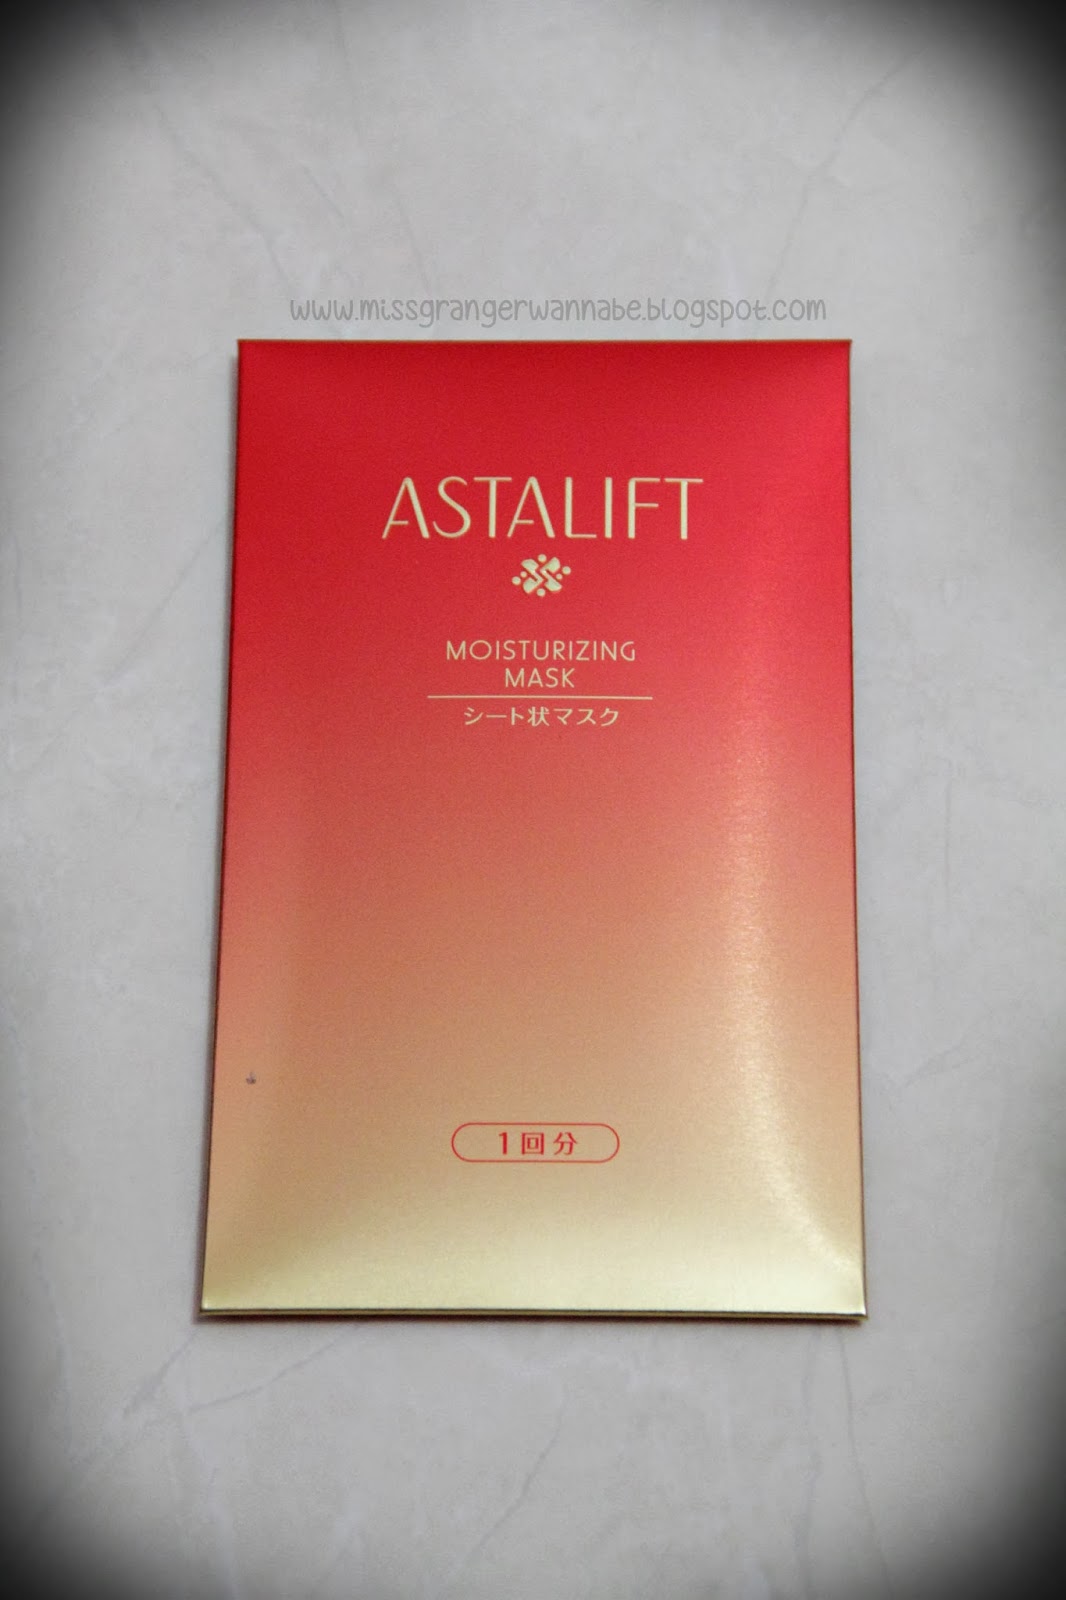 www.missgrangerwannabe.blogspot.com
ASTALIFT
MOISTURIZING
MASK
シート状マスク
1回分